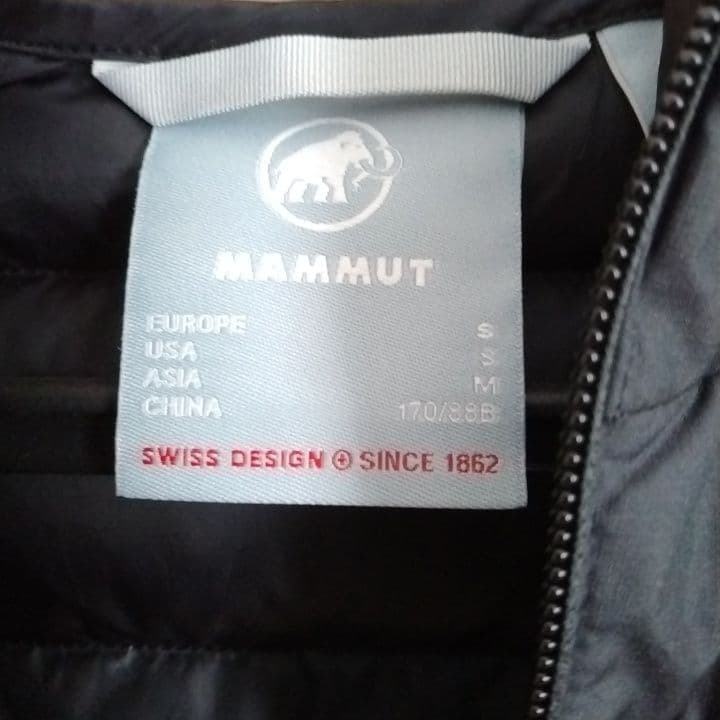 MAMMUT
EUROPE S
USA S
ASIA M
CHINA 170/88B
SWISS DESIGN SINCE 1862